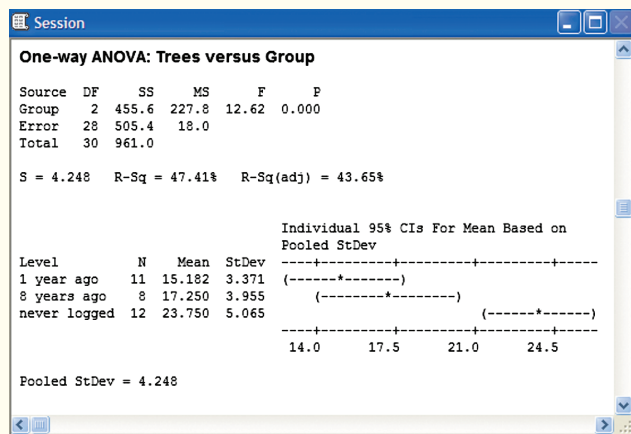 Session
One-way ANOVA: Trees versus Group
Source  DF     SS     MS      F      P
Group    2  455.6  227.8  12.62  0.000
Error   28  505.4   18.0
Total   30  961.0
S = 4.248   R-Sq = 47.41%   R-Sq(adj) = 43.65%
Individual 95% CIs For Mean Based on
Pooled StDev
Level          N    Mean  StDev  ----+---------+---------+---------+-----
1 year ago    11  15.182  3.371  (------*-------)
8 years ago    8  17.250  3.955      (--------*--------)
never logged  12  23.750  5.065                           (------*------)
----+---------+---------+---------+-----
14.0      17.5      21.0      24.5
Pooled StDev = 4.248